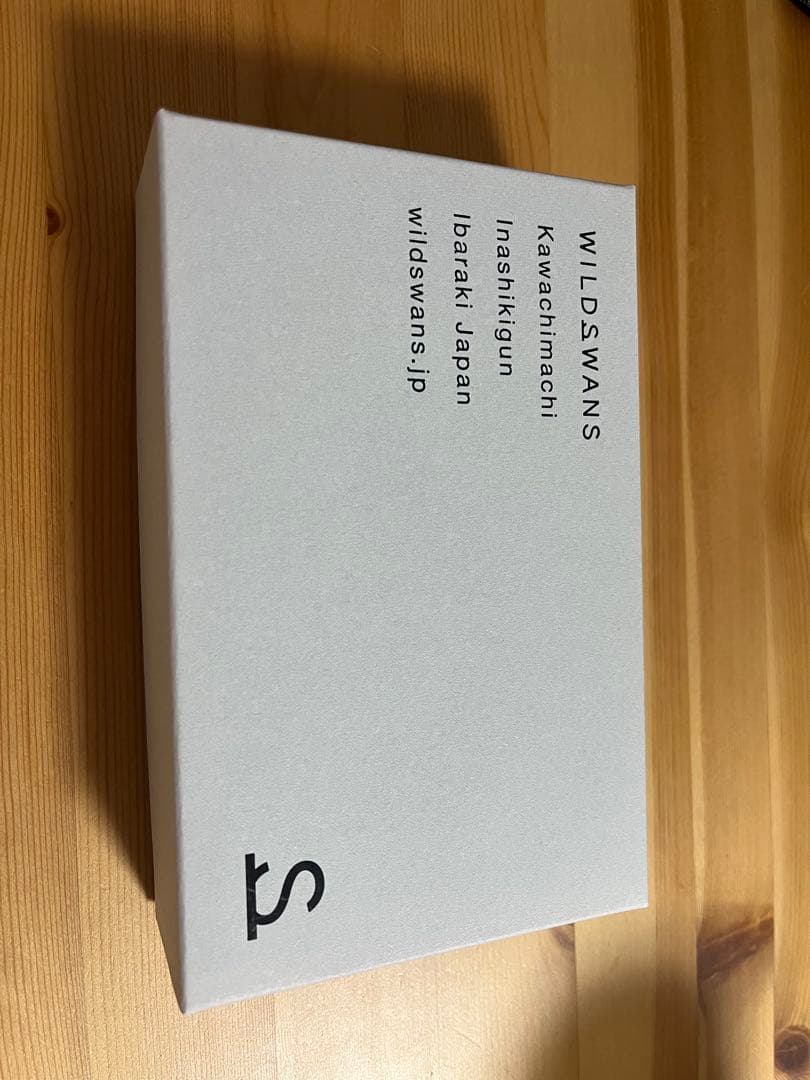 WILDSWANS
Kawachimachi
Inashikigun
Ibaraki Japan
wildswans.jp
S